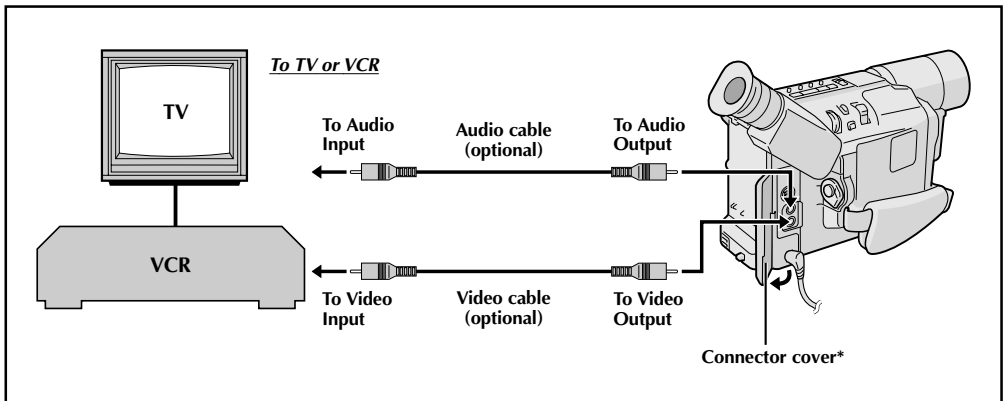 To TV or VCR
TV
VCR
To Audio
Input
Audio cable
(optional)
To Audio
Output
To Video
Input
Video cable
(optional)
To Video
Output
Connector cover*